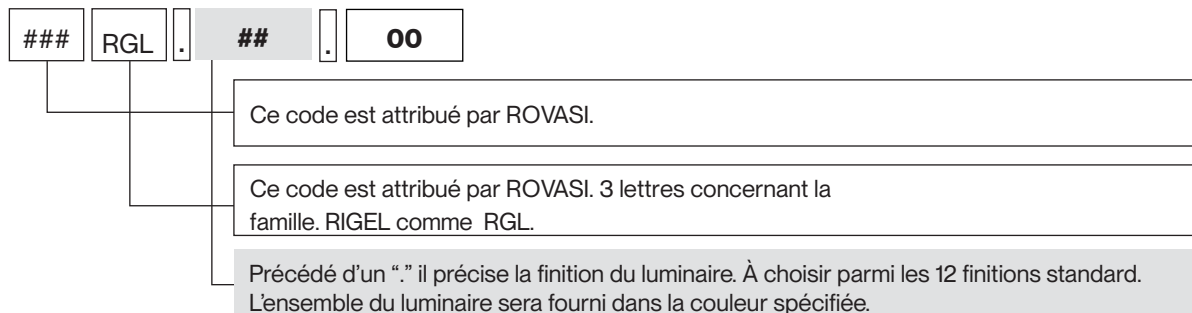 ### RGL . ## . 00
Ce code est attribué par ROVASI.
Ce code est attribué par ROVASI. 3 lettres concernant la
famille. RIGEL comme RGL.
Précédé d’un “.” il précise la finition du luminaire. À choisir parmi les 12 finitions standard.
L’ensemble du luminaire sera fourni dans la couleur spécifiée.